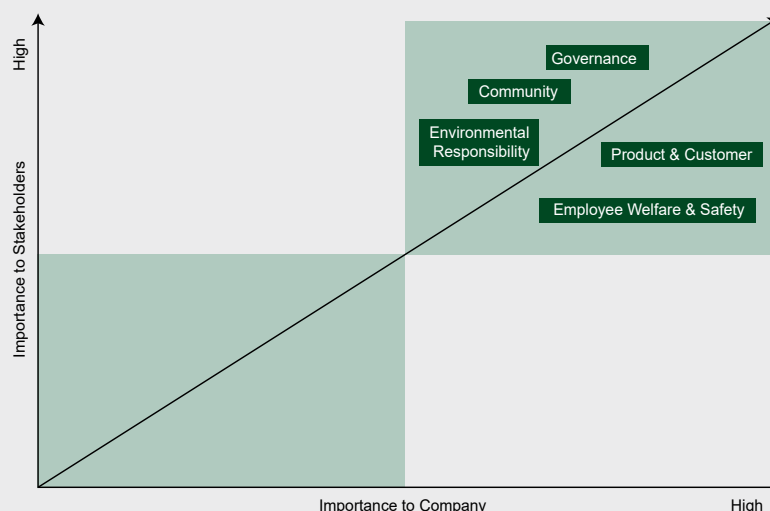 High
Importance to Stakeholders
Governance
Community
Environmental
Responsibility
Product & Customer
Employee Welfare & Safety
Importance to Company
High